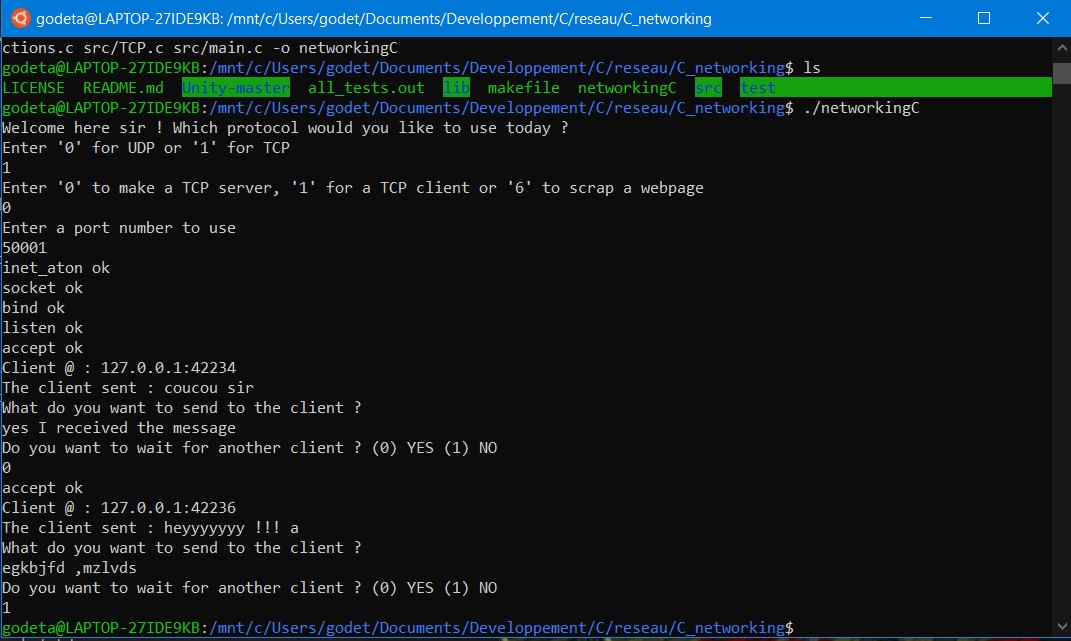 godeta@LAPTOP-27IDE9KB: /mnt/c/Users/godet/Documents/Developpement/C/reseau/C_networking
ctions.c src/TCP.c src/main.c -o networkingC
godeta@LAPTOP-27IDE9KB:/mnt/c/Users/godet/Documents/Developpement/C/reseau/C_networking$ ls
LICENSE  README.md  Unity-master  all_tests.out  lib  makefile  networkingC  src  test
godeta@LAPTOP-27IDE9KB:/mnt/c/Users/godet/Documents/Developpement/C/reseau/C_networking$ ./networkingC
Welcome here sir ! Which protocol would you like to use today ?
Enter '0' for UDP or '1' for TCP
1
Enter '0' to make a TCP server, '1' for a TCP client or '6' to scrap a webpage
0
Enter a port number to use
50001
inet_aton ok
socket ok
bind ok
listen ok
accept ok
Client @ : 127.0.0.1:42234
The client sent : coucou sir
What do you want to send to the client ?
yes I received the message
Do you want to wait for another client ? (0) YES (1) NO
0
accept ok
Client @ : 127.0.0.1:42236
The client sent : heyyyyyyy !!! a
What do you want to send to the client ?
egkbjfd ,mzlvds
Do you want to wait for another client ? (0) YES (1) NO
1
godeta@LAPTOP-27IDE9KB:/mnt/c/Users/godet/Documents/Developpement/C/reseau/C_networking$